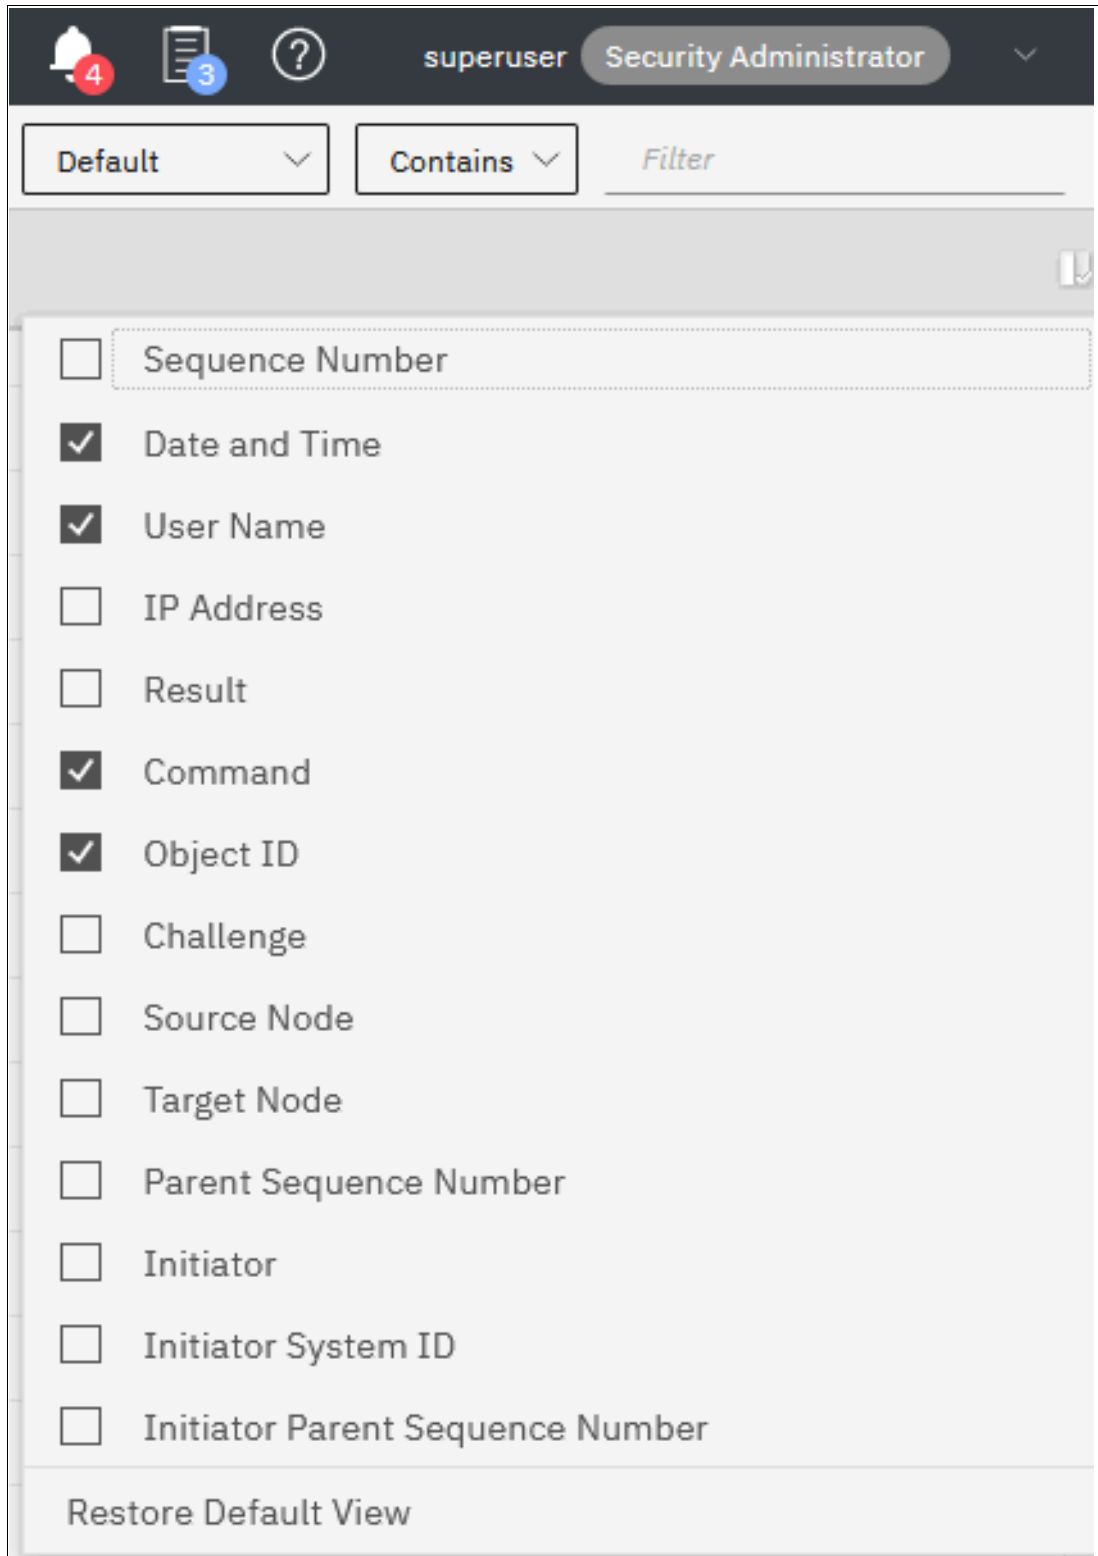 4 3 ? superuser Security Administrator
Default Contains Filter
Sequence Number
Date and Time
User Name
IP Address
Result
Command
Object ID
Challenge
Source Node
Target Node
Parent Sequence Number
Initiator
Initiator System ID
Initiator Parent Sequence Number
Restore Default View